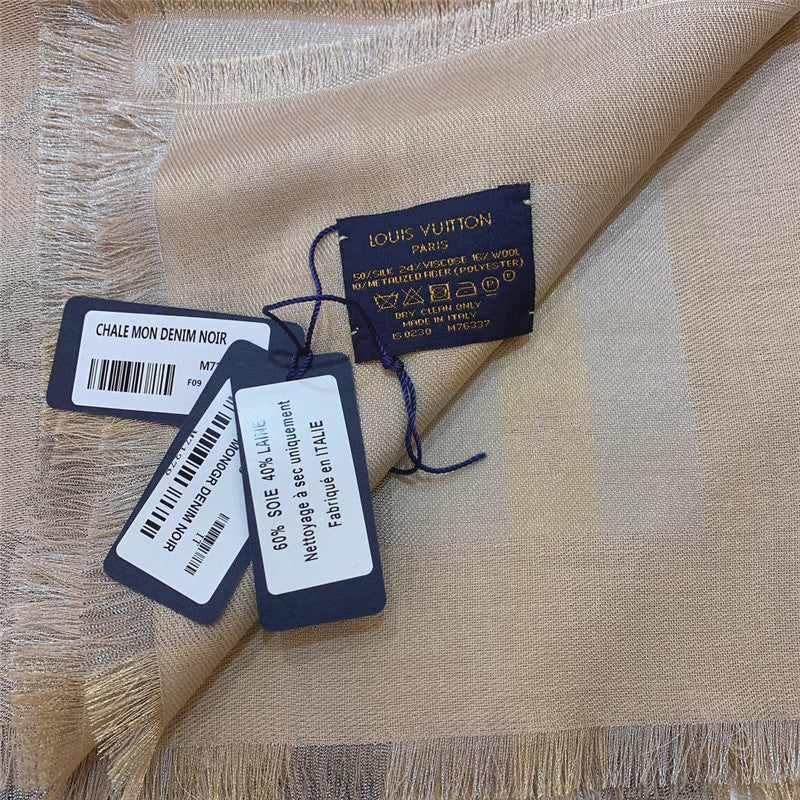 LOUIS VUITTON
PARIS
50/SILK 24/VISCOSE 16/WOOL
10/METALIZED FIBER (POLYESTER)
DRY CLEAN ONLY
MADE IN ITALY
IS 0230 M76337
CHALE MON DENIM NOIR
F09
MONOGR DENIM NOIR
60% SOIE 40% LAINE
Nettoyage à sec uniquement
Fabriqué en ITALIE